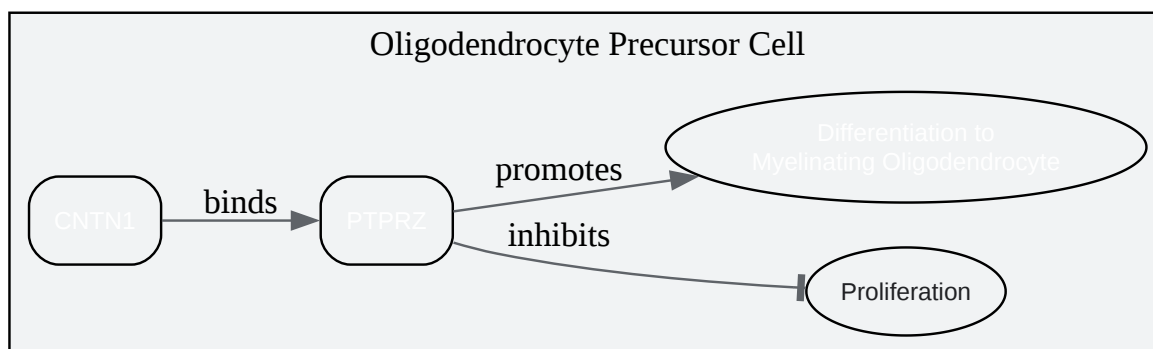 Oligodendrocyte Precursor Cell
Differentiation to
Myelinating Oligodendrocyte
promotes
binds
CNTN1
PTPRZ
inhibits
Proliferation